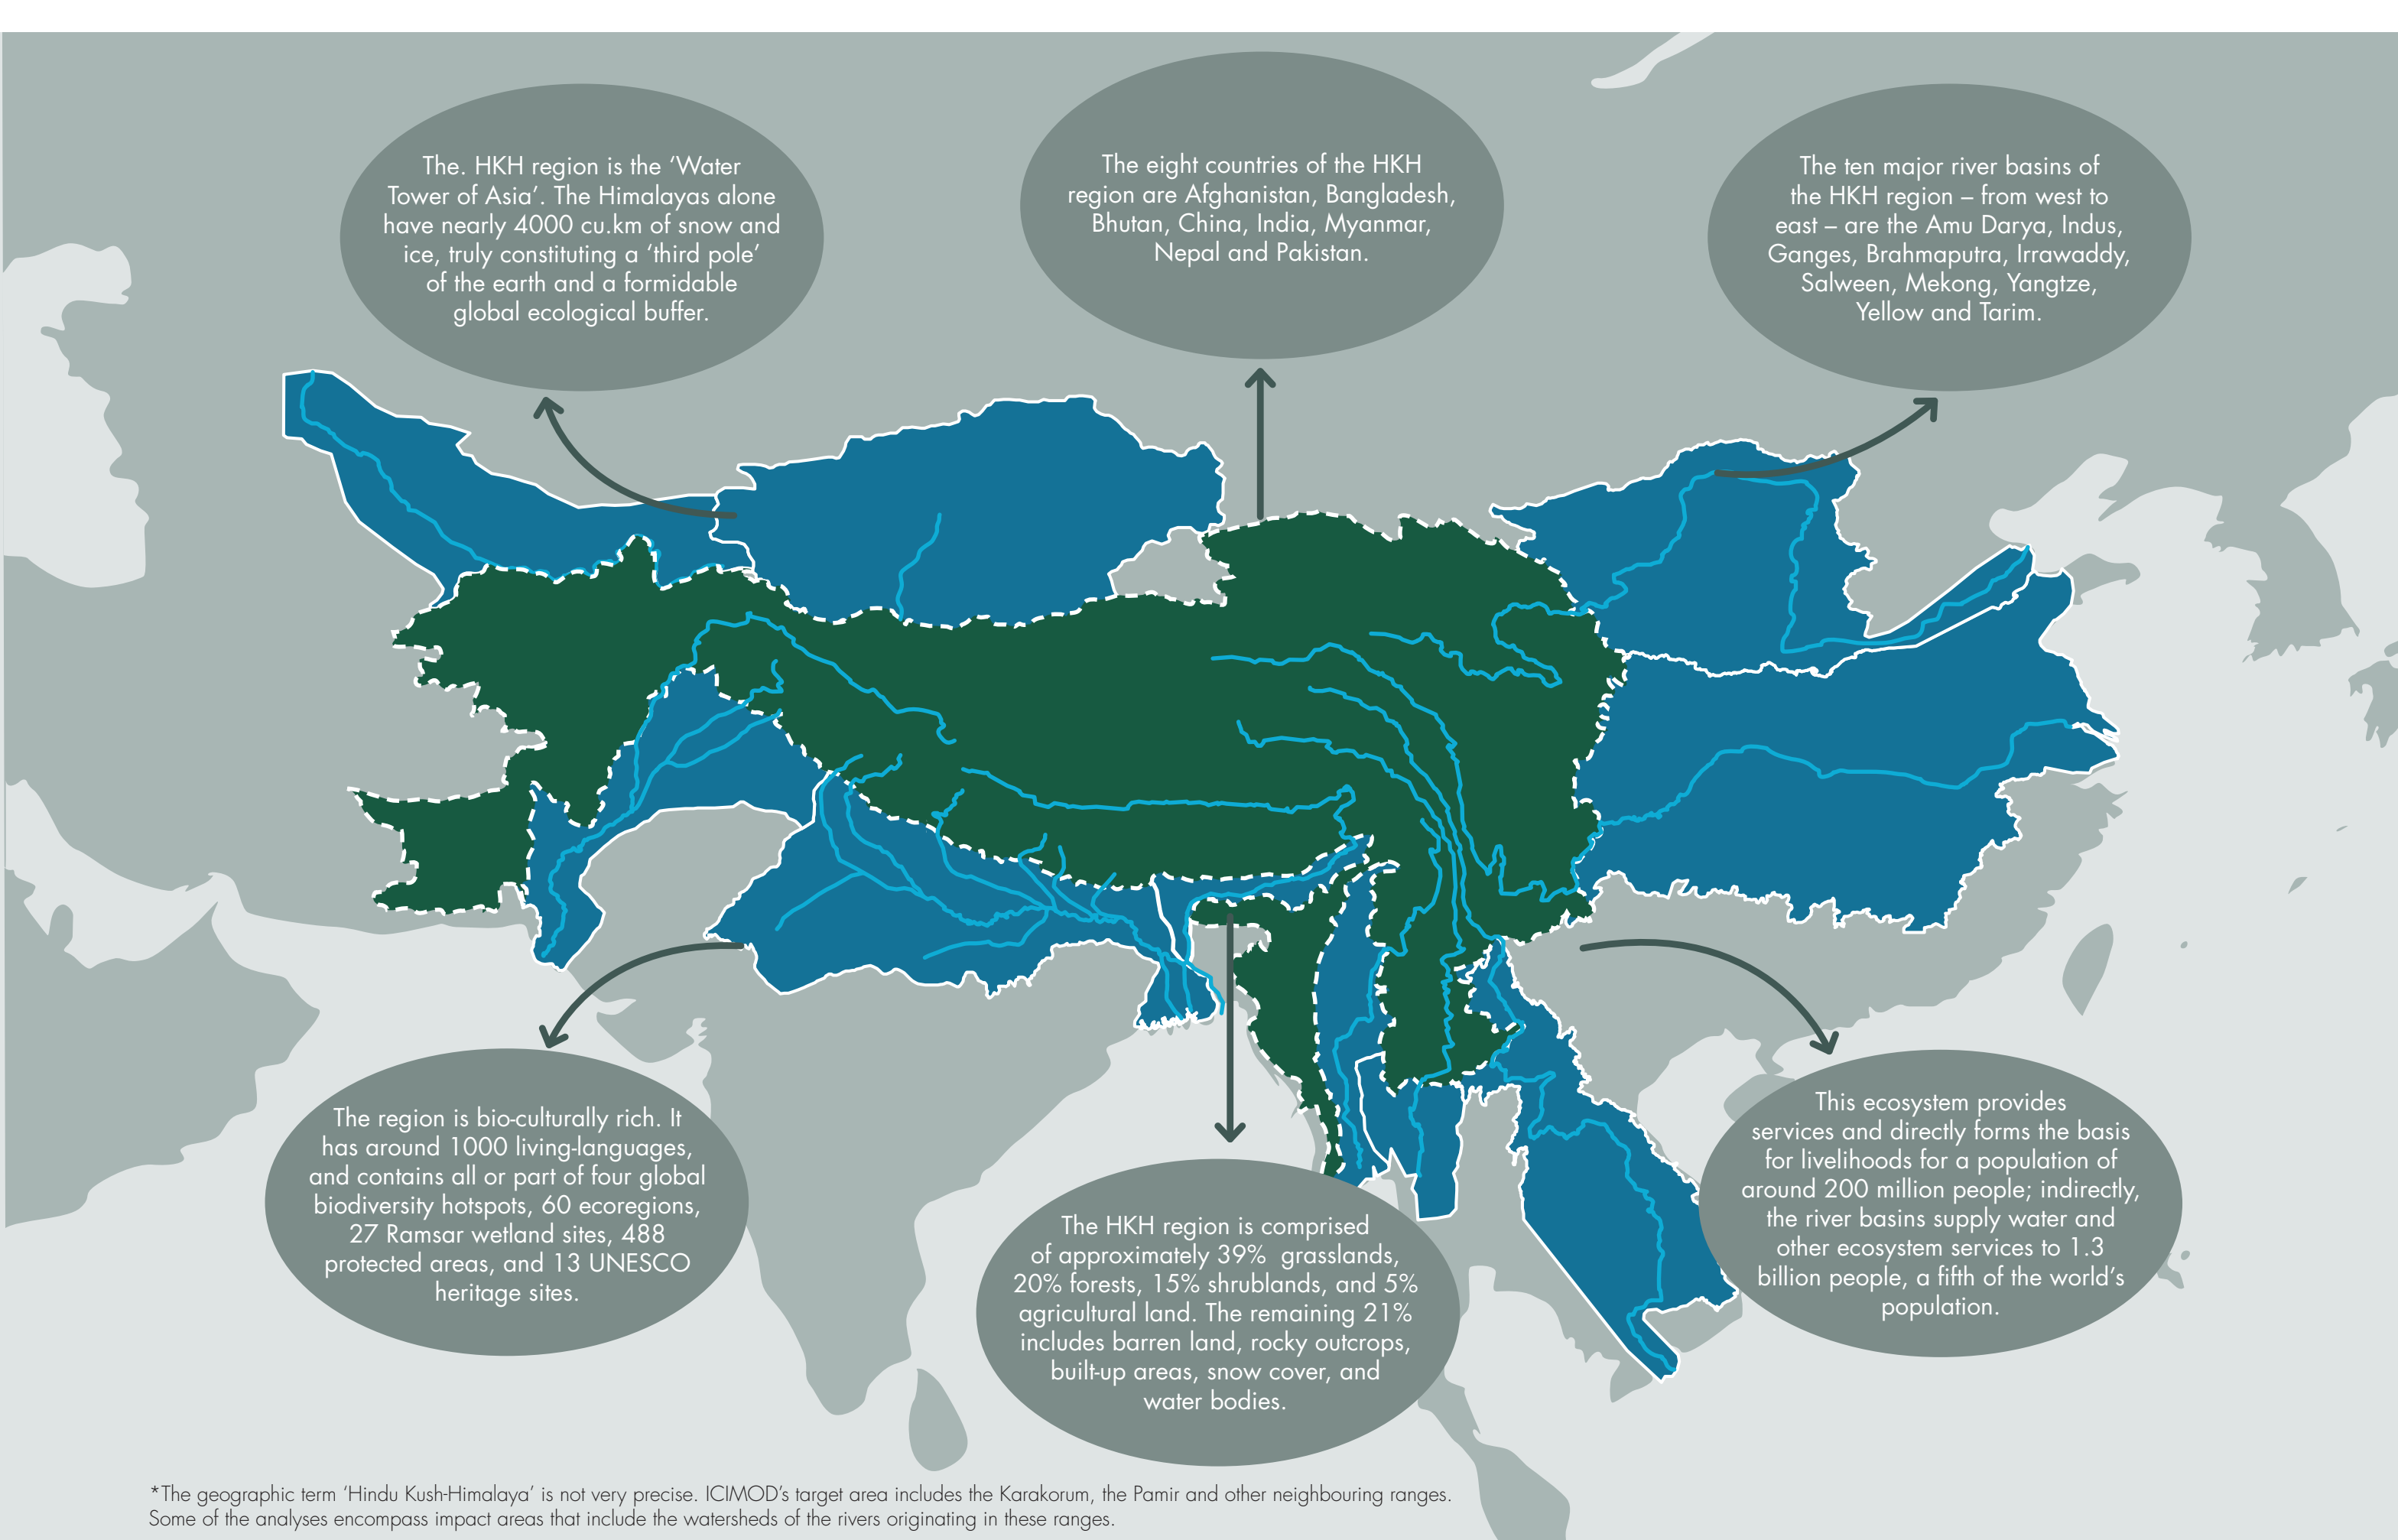 The. HKH region is the ‘Water
Tower of Asia’. The Himalayas alone
have nearly 4000 cu.km of snow and
ice, truly constituting a ‘third pole’
of the earth and a formidable
global ecological buffer.
The eight countries of the HKH
region are Afghanistan, Bangladesh,
Bhutan, China, India, Myanmar,
Nepal and Pakistan.
The ten major river basins of
the HKH region – from west to
east – are the Amu Darya, Indus,
Ganges, Brahmaputra, Irrawaddy,
Salween, Mekong, Yangtze,
Yellow and Tarim.
The region is bio-culturally rich. It
has around 1000 living-languages,
and contains all or part of four global
biodiversity hotspots, 60 ecoregions,
27 Ramsar wetland sites, 488
protected areas, and 13 UNESCO
heritage sites.
The HKH region is comprised
of approximately 39% grasslands,
20% forests, 15% shrublands, and 5%
agricultural land. The remaining 21%
includes barren land, rocky outcrops,
built-up areas, snow cover, and
water bodies.
This ecosystem provides
services and directly forms the basis
for livelihoods for a population of
around 200 million people; indirectly,
the river basins supply water and
other ecosystem services to 1.3
billion people, a fifth of the world’s
population.
*The geographic term ‘Hindu Kush-Himalaya’ is not very precise. ICIMOD’s target area includes the Karakorum, the Pamir and other neighbouring ranges.
Some of the analyses encompass impact areas that include the watersheds of the rivers originating in these ranges.